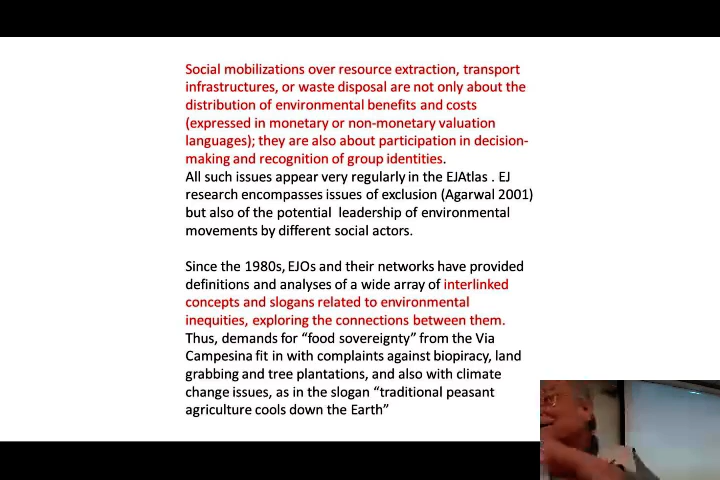 Social mobilizations over resource extraction, transport
infrastructures, or waste disposal are not only about the
distribution of environmental benefits and costs
(expressed in monetary or non-monetary valuation
languages); they are also about participation in decision-
making and recognition of group identities.
All such issues appear very regularly in the EJAtlas . EJ
research encompasses issues of exclusion (Agarwal 2001)
but also of the potential  leadership of environmental
movements by different social actors.
Since the 1980s, EJOs and their networks have provided
definitions and analyses of a wide array of interlinked
concepts and slogans related to environmental
inequities, exploring the connections between them.
Thus, demands for “food sovereignty” from the Via
Campesina fit in with complaints against biopiracy, land
grabbing and tree plantations, and also with climate
change issues, as in the slogan “traditional peasant
agriculture cools down the Earth”